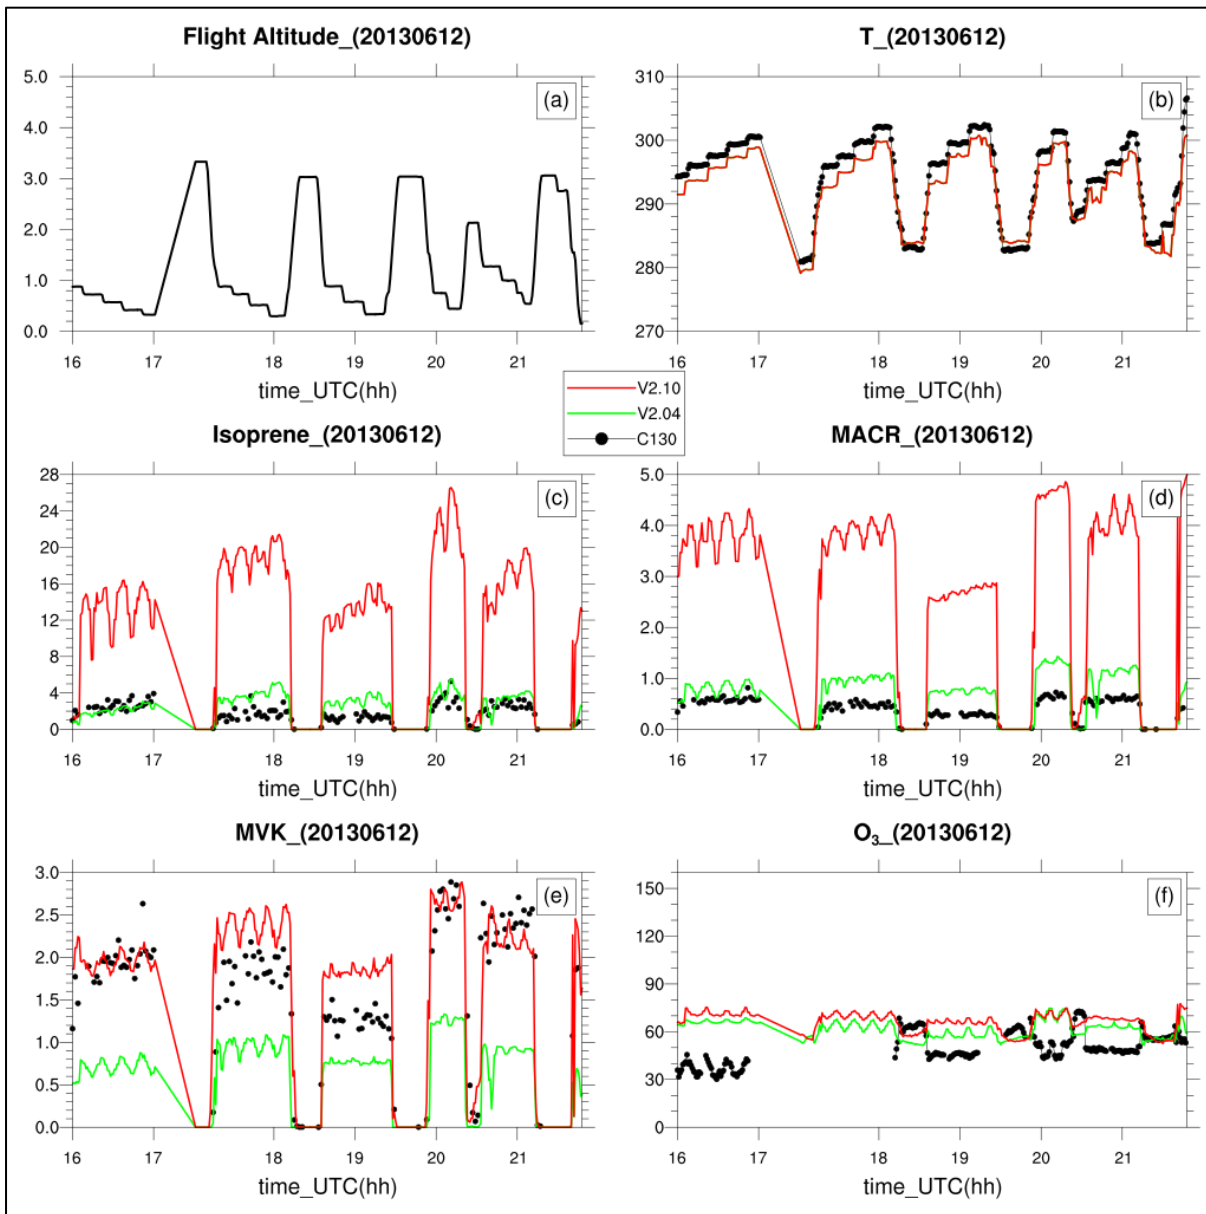 Flight Altitude_(20130612)
T_(20130612)
5.0
4.0
3.0
2.0
1.0
0.0
(a)
16 17 18 19 20 21
time_UTC(hh)
310
300
290
280
270
(b)
16 17 18 19 20 21
time_UTC(hh)
V2.10
V2.04
C130
Isoprene_(20130612)
MACR_(20130612)
28
24
20
16
12
8
4
0
(c)
16 17 18 19 20 21
time_UTC(hh)
5.0
4.0
3.0
2.0
1.0
0.0
(d)
16 17 18 19 20 21
time_UTC(hh)
MVK_(20130612)
O₃_(20130612)
3.0
2.5
2.0
1.5
1.0
0.5
0.0
(e)
16 17 18 19 20 21
time_UTC(hh)
150
120
90
60
30
0
(f)
16 17 18 19 20 21
time_UTC(hh)